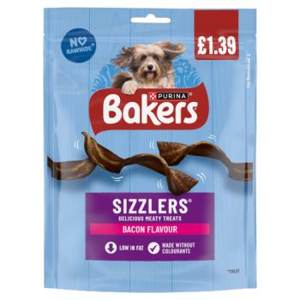 NO
RAWHIDE*
£1.39
PURINA
Bakers
SIZZLERS®
DELICIOUS MEATY TREATS
BACON FLAVOUR
LOW IN FAT
MADE WITHOUT
COLOURANTS